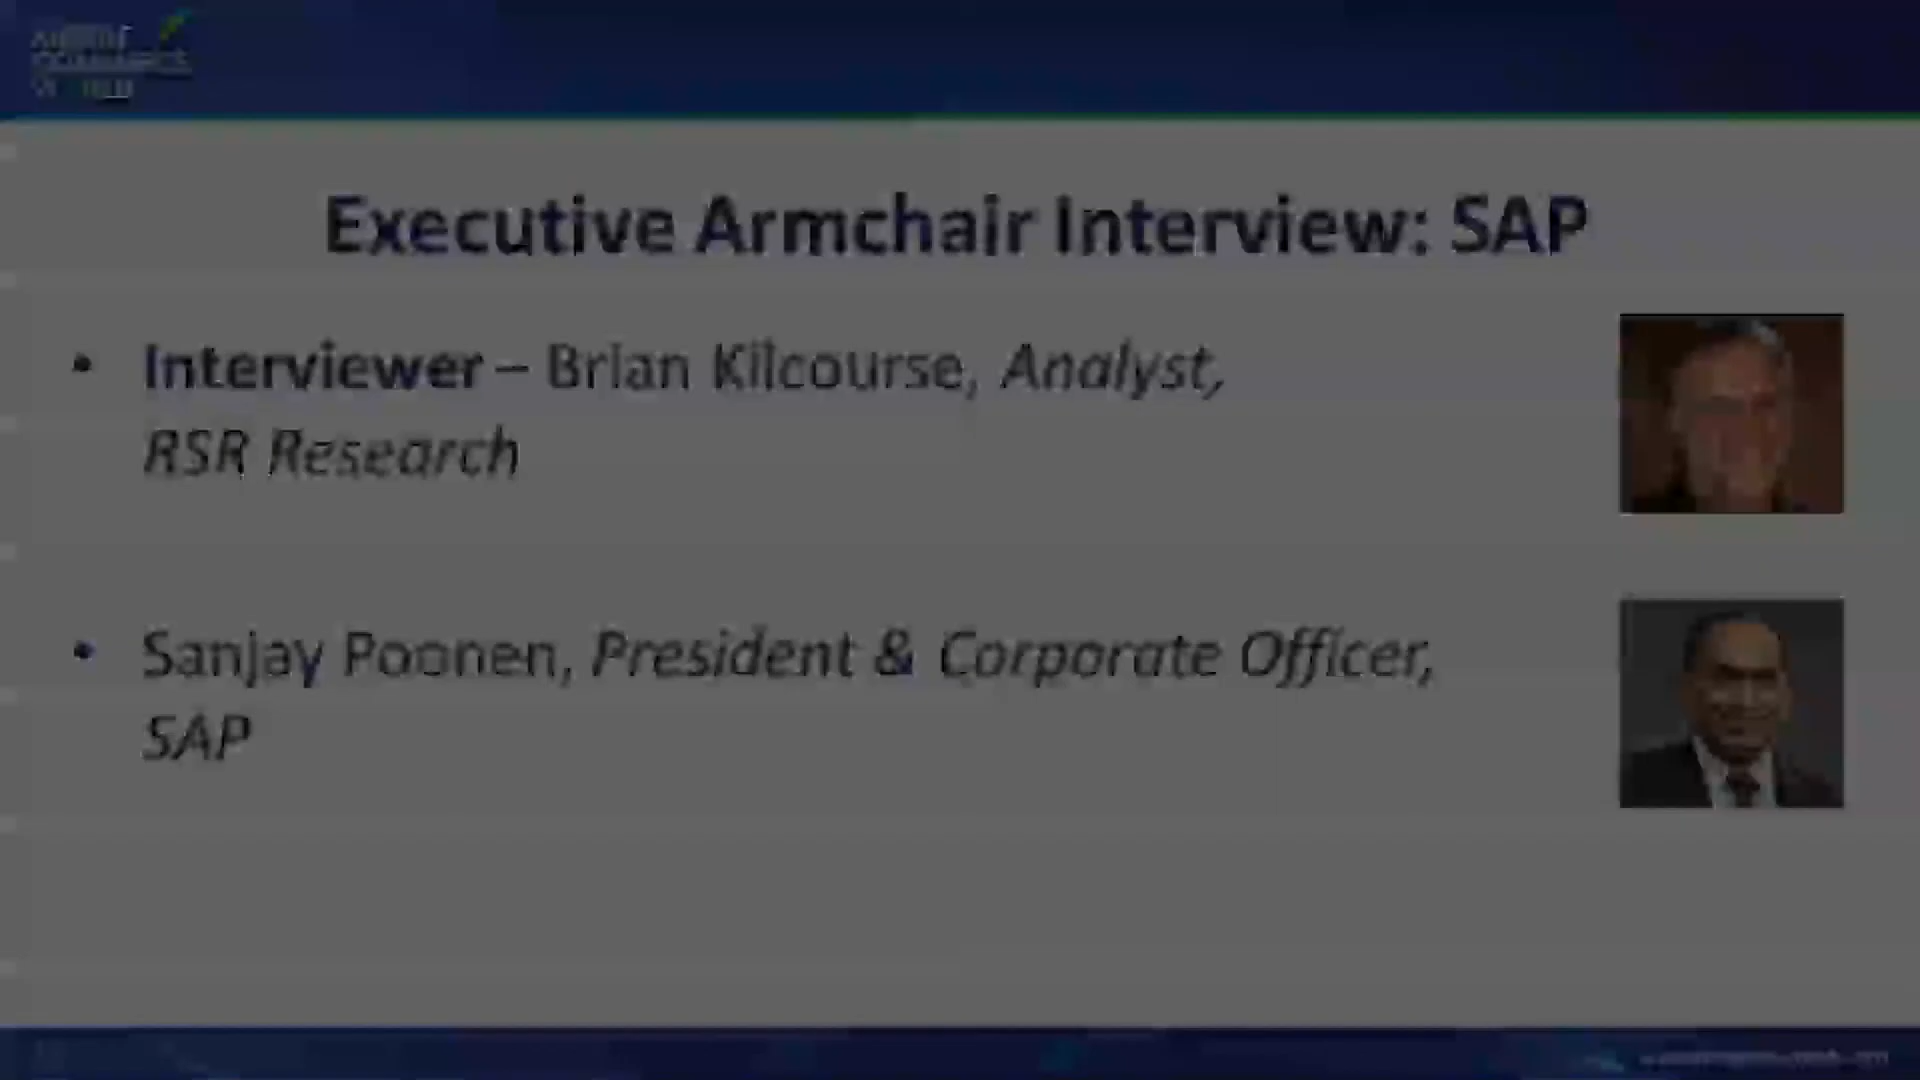 Executive Armchair Interview: SAP
• Interviewer – Brian Kilcourse, Analyst,
RSR Research
• Sanjay Poonen, President & Corporate Officer,
SAP